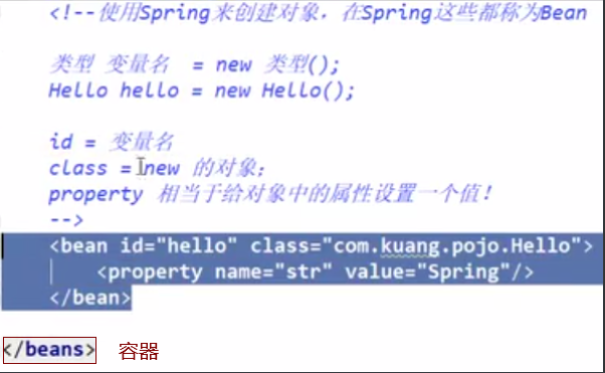 <!--使用Spring来创建对象，在Spring这些都称为Bean
类型 变量名 = new 类型();
Hello hello = new Hello();
id = 变量名
class = new 的对象;
property 相当于给对象中的属性设置一个值!
-->
<bean id="hello" class="com.kuang.pojo.Hello">
<property name="str" value="Spring"/>
</bean>
</beans> 容器